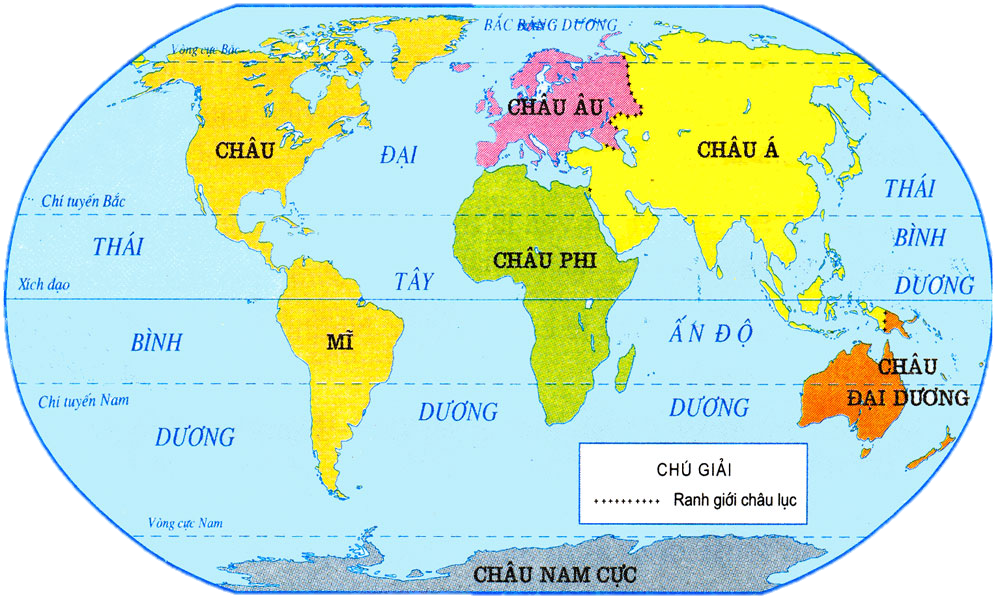 BẮC BĂNG DƯƠNG
Vòng cực Bắc
CHÂU ÂU
CHÂU
ĐẠI
CHÂU Á
THÁI
Chí tuyến Bắc
THÁI
BÌNH
CHÂU PHI
TÂY
Xích đạo
DƯƠNG
BÌNH
MĨ
ẤN ĐỘ
CHÂU
ĐẠI DƯƠNG
Chí tuyến Nam
DƯƠNG
DƯƠNG
DƯƠNG
CHÚ GIẢI
Ranh giới châu lục
Vòng cực Nam
CHÂU NAM CỰC